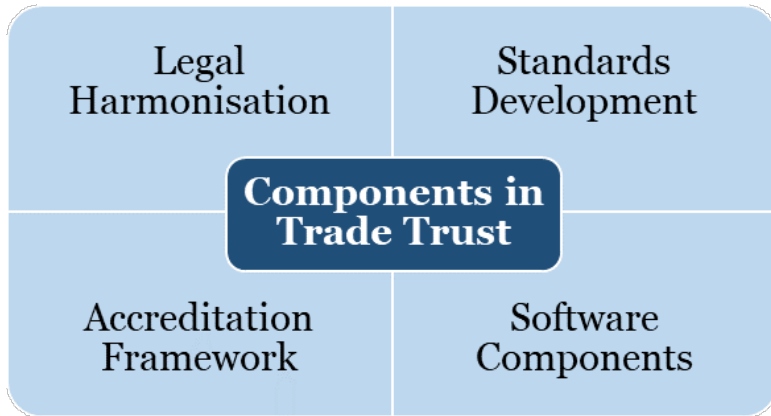 Legal
Harmonisation
Standards
Development
Components in
Trade Trust
Accreditation
Framework
Software
Components